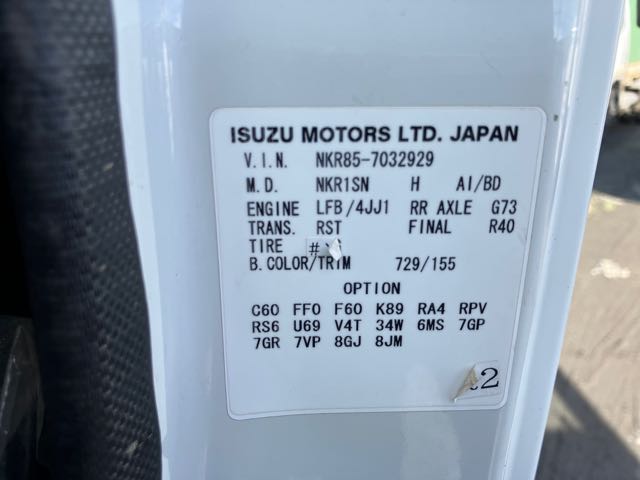 ISUZU MOTORS LTD. JAPAN
V.I.N. NKR85-7032929
M.D. NKR1SN H AI/BD
ENGINE LFB/4JJ1 RR AXLE G73
TRANS. RST FINAL R40
TIRE #
B.COLOR/TRIM 729/155
OPTION
C60 FF0 F60 K89 RA4 RPV
RS6 U69 V4T 34W 6MS 7GP
7GR 7VP 8GJ 8JM
2